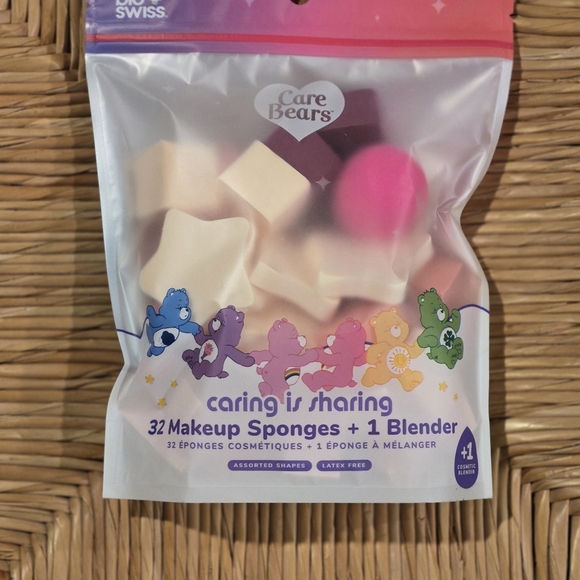 bio
SWISS.
Care
Bears
caring is sharing
32 Makeup Sponges + 1 Blender
32 ÉPONGES COSMÉTIQUES + 1 ÉPONGE À MÉLANGER
ASSORTED SHAPES
LATEX FREE
+1
COSMETIC
BLENDER